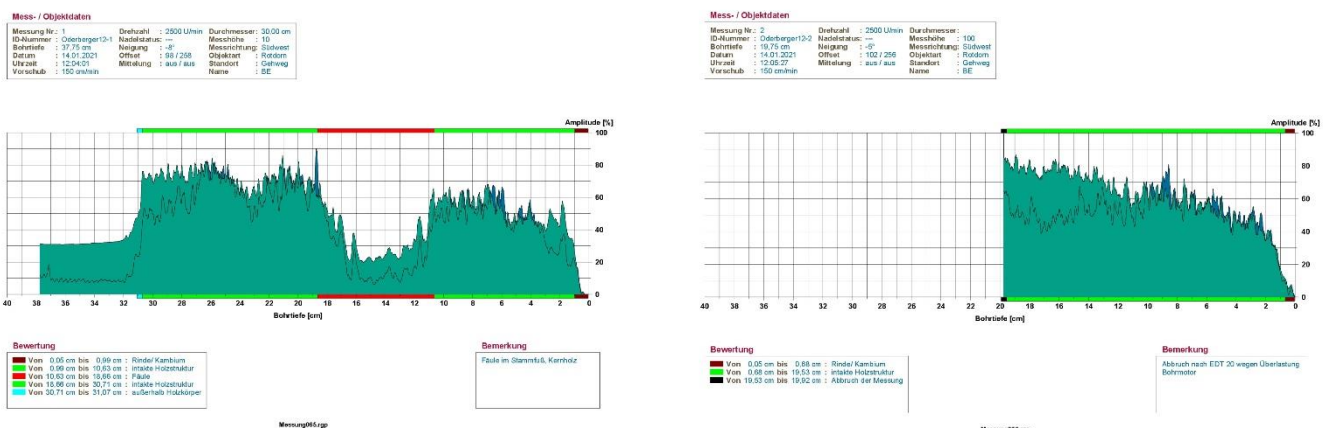 Mess- / Objektdaten
Messung Nr.: 1 Drehzahl : 2500 U/min Durchmesser: 30.00 cm
ID-Nummer : Oderberger12-1 Nadelstatus: --- Messhöhe : 10
Bohrtiefe : 37,75 cm Neigung : -8° Messrichtung: Südwest
Datum : 14.01.2021 Offset : 98 / 256 Objektart : Rotdorn
Uhrzeit : 12:04:01 Mittelung : aus / aus Standort : Gehweg
Vorschub : 150 cm/min Name : BE
Amplitude [%]
100
80
60
40
20
0
40 38 36 34 32 30 28 26 24 22 20 18 16 14 12 10 8 6 4 2 0
Bohrtiefe [cm]
Bewertung
Von 0,05 cm bis 0,99 cm : Rinde/ Kambium
Von 0,99 cm bis 10,63 cm : intakte Holzstruktur
Von 10,63 cm bis 18,66 cm : Fäule
Von 18,66 cm bis 30,71 cm : intakte Holzstruktur
Von 30,71 cm bis 31,07 cm : außerhalb Holzkörper
Bemerkung
Fäule im Stammfuß, Kernholz
Messung065.rgp
Mess- / Objektdaten
Messung Nr.: 2 Drehzahl : 2500 U/min Durchmesser:
ID-Nummer : Oderberger12-2 Nadelstatus: --- Messhöhe : 100
Bohrtiefe : 19,75 cm Neigung : -5° Messrichtung: Südwest
Datum : 14.01.2021 Offset : 102 / 256 Objektart : Rotdorn
Uhrzeit : 12:05:27 Mittelung : aus / aus Standort : Gehweg
Vorschub : 150 cm/min Name : BE
Amplitude [%]
100
80
60
40
20
0
40 38 36 34 32 30 28 26 24 22 20 18 16 14 12 10 8 6 4 2 0
Bohrtiefe [cm]
Bewertung
Von 0,05 cm bis 0,68 cm : Rinde/ Kambium
Von 0,68 cm bis 19,53 cm : intakte Holzstruktur
Von 19,53 cm bis 19,92 cm : Abbruch der Messung
Bemerkung
Abbruch nach EDT 20 wegen Überlastung
Bohrmotor